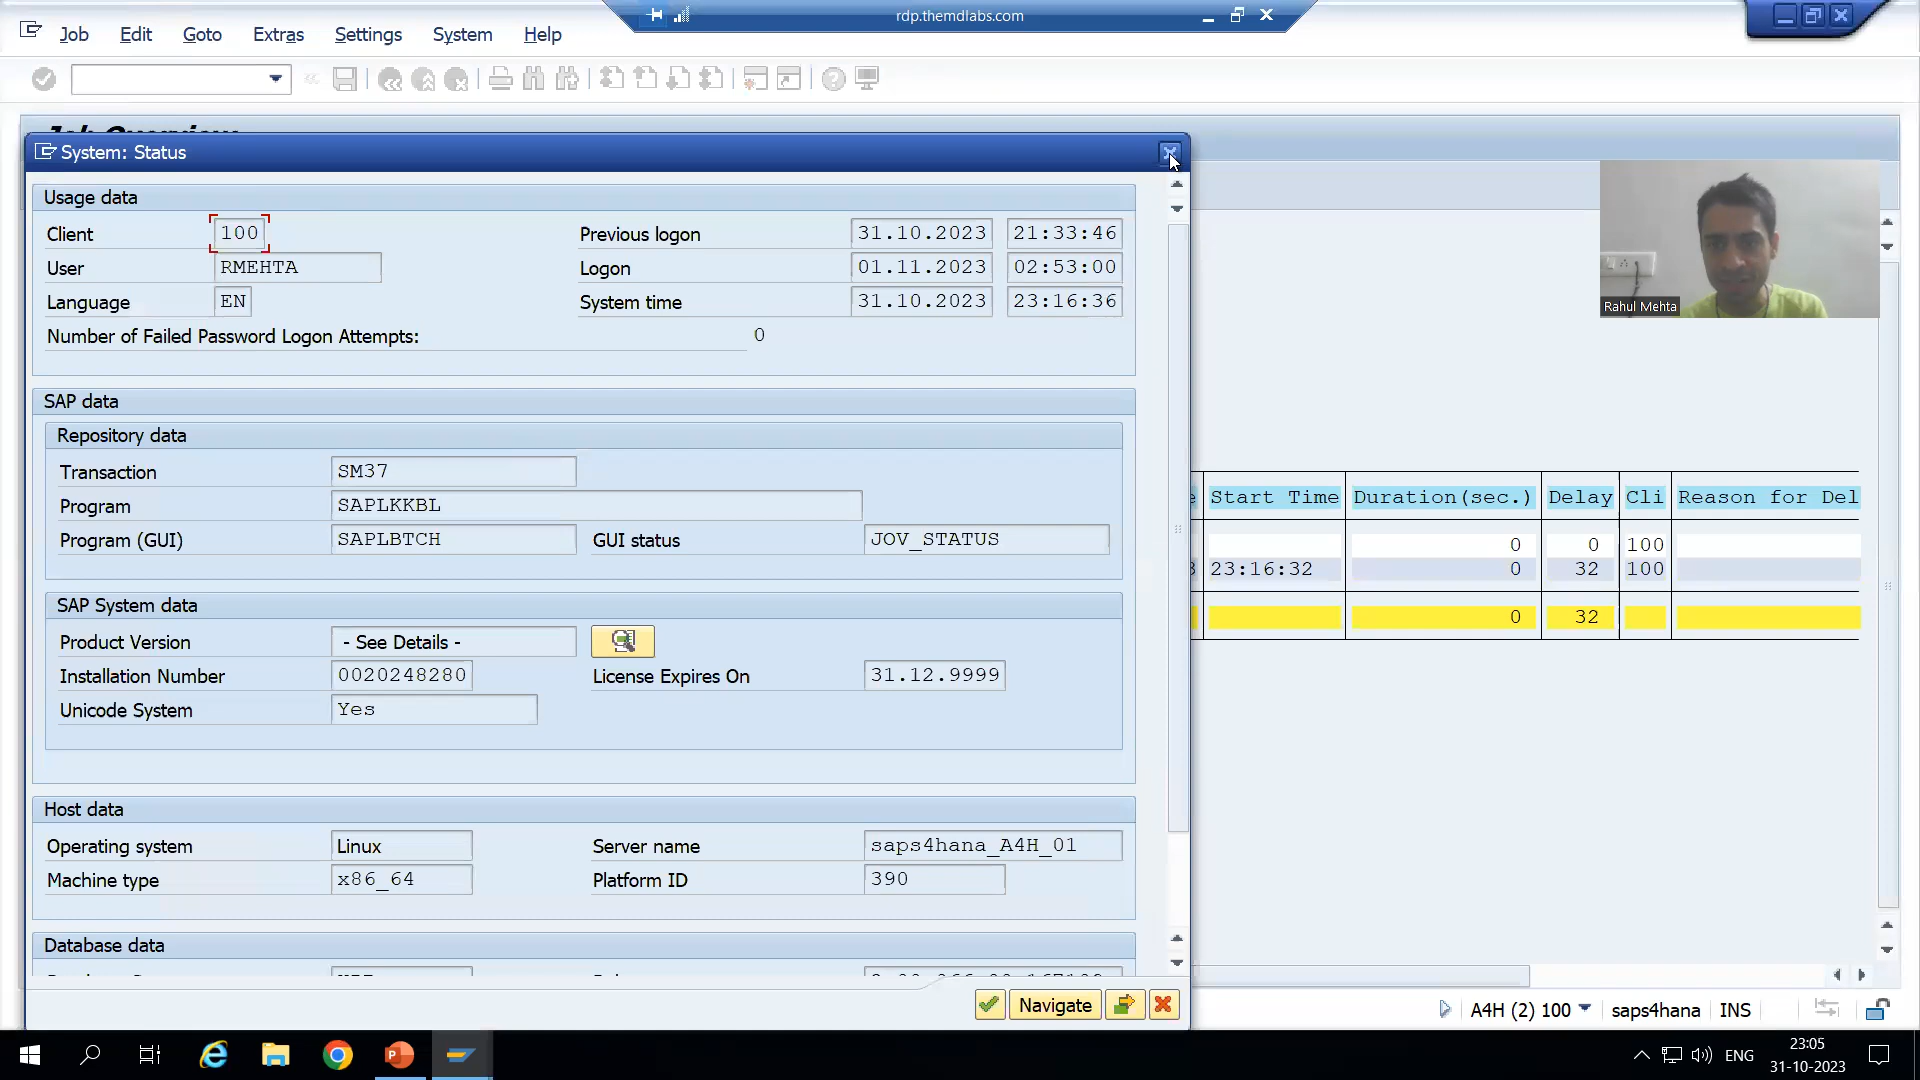 rdp.themdlabs.com
Job Edit Goto Extras Settings System Help
System: Status
Usage data
Client 100 Previous logon 31.10.2023 21:33:46
User RMEHTA Logon 01.11.2023 02:53:00
Language EN System time 31.10.2023 23:16:36
Number of Failed Password Logon Attempts: 0
Rahul Mehta
SAP data
Repository data
Transaction SM37
Program SAPLKKBL
Program (GUI) SAPLBTCH GUI status JOV_STATUS
Start Time Duration(sec.) Delay Cli Reason for Del
0 0 100
23:16:32 0 32 100
0 32
SAP System data
Product Version - See Details -
Installation Number 0020248280 License Expires On 31.12.9999
Unicode System Yes
Host data
Operating system Linux Server name saps4hana_A4H_01
Machine type x86_64 Platform ID 390
Database data
Navigate
A4H (2) 100 saps4hana INS
ENG
23:05
31-10-2023